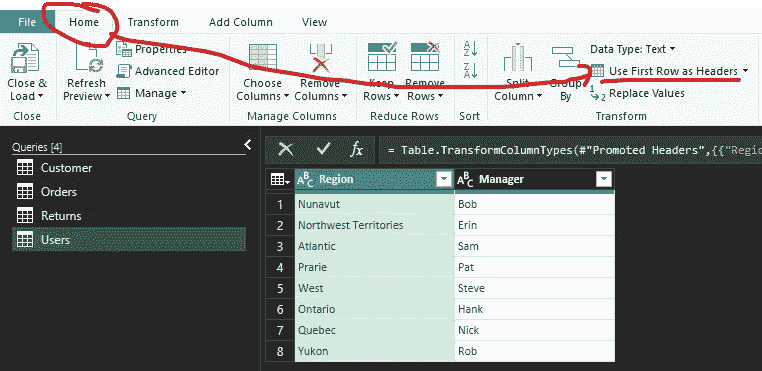 File Home Transform Add Column View
Properties Data Type: Text
Advanced Editor Use First Row as Headers
Close & Load Refresh Preview Manage Choose Columns Remove Columns Keep Rows Remove Rows Split Column Group By Replace Values
Close Query Manage Columns Reduce Rows Sort Transform
Queries [4]
= Table.TransformColumnTypes(#"Promoted Headers",{{"Regio
Customer
Orders
Returns
Users
Region Manager
1 Nunavut Bob
2 Northwest Territories Erin
3 Atlantic Sam
4 Prarie Pat
5 West Steve
6 Ontario Hank
7 Quebec Nick
8 Yukon Rob